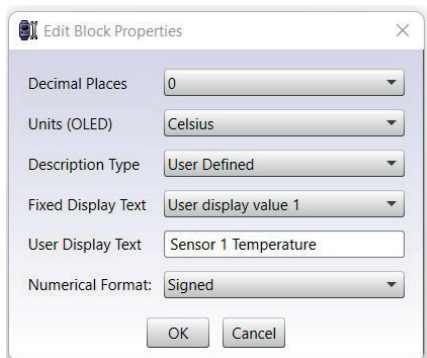 Edit Block Properties
Decimal Places 0
Units (OLED) Celsius
Description Type User Defined
Fixed Display Text User display value 1
User Display Text Sensor 1 Temperature
Numerical Format: Signed
OK Cancel